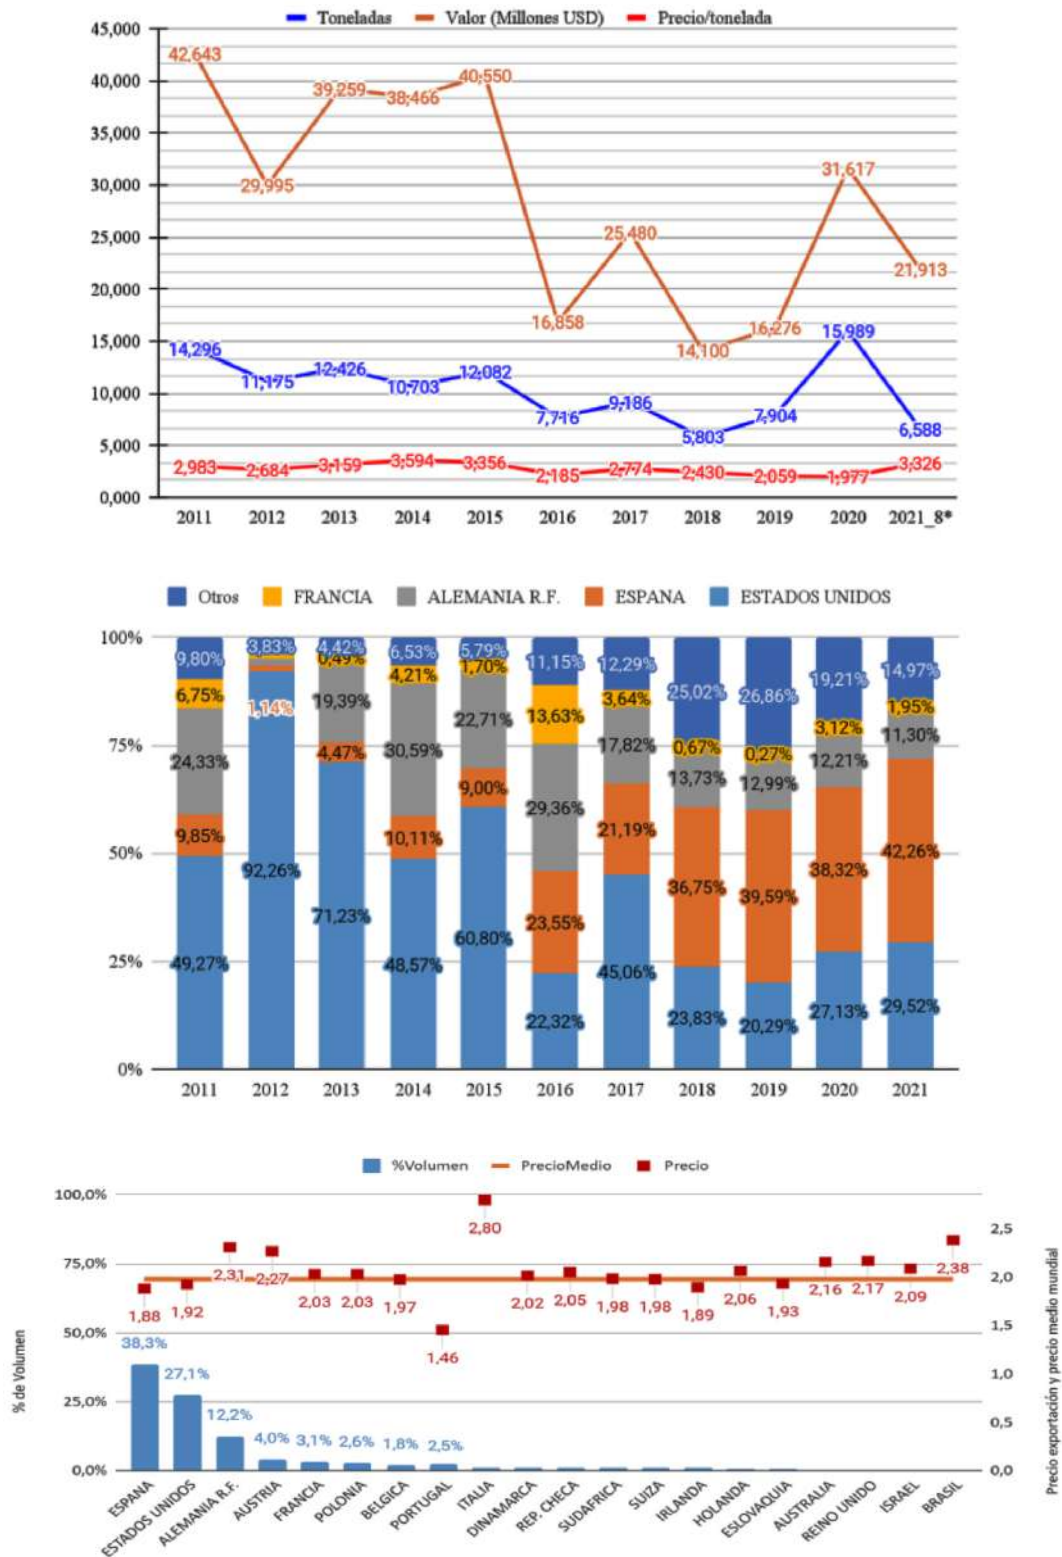 Toneladas Valor (Millones USD) Precio/tonelada
45,000
42,643
40,000
39,259
38,466
40,550
35,000
30,000
29,995
31,617
25,000
25,480
21,913
20,000
16,858
16,276
15,000
14,296
14,100
15,989
11,175
12,426
10,703
12,082
10,000
7,716
9,186
5,803
7,904
6,588
5,000
2,983 2,684 3,159 3,594 3,356 2,185 2,774 2,430 2,059 1,977 3,326
0,000
2011 2012 2013 2014 2015 2016 2017 2018 2019 2020 2021_8*
Otros FRANCIA ALEMANIA R.F. ESPANA ESTADOS UNIDOS
100%
9,80% 3,83% 4,42% 6,53% 5,79% 11,15% 12,29% 25,02% 26,86% 19,21% 14,97%
6,75% 0,49% 4,21% 1,70% 13,63% 3,64% 0,67% 0,27% 3,12% 1,95%
75%
24,33% 19,39% 30,59% 22,71% 29,36% 17,82% 13,73% 12,99% 12,21% 11,30%
50%
9,85% 1,14% 4,47% 10,11% 9,00% 23,55% 21,19% 36,75% 39,59% 38,32% 42,26%
25%
49,27% 92,26% 71,23% 48,57% 60,80% 22,32% 45,06% 23,83% 20,29% 27,13% 29,52%
0%
2011 2012 2013 2014 2015 2016 2017 2018 2019 2020 2021
%Volumen PrecioMedio Precio
% de Volumen
100,0%
75,0%
50,0%
25,0%
0,0%
1,88 1,92 2,31 2,27 2,03 2,03 1,97 1,46 2,80 2,02 2,05 1,98 1,98 1,89 2,06 1,93 2,16 2,17 2,09 2,38
38,3% 27,1% 12,2% 4,0% 3,1% 2,6% 1,8% 2,5%
2,5
2,0
1,5
1,0
0,5
0,0
Precio exportación y precio medio mundial
ESPANA
ESTADOS UNIDOS
ALEMANIA R.F.
AUSTRIA
FRANCIA
POLONIA
BELGICA
PORTUGAL
ITALIA
DINAMARCA
REP. CHECA
SUDAFRICA
SUIZA
IRLANDA
HOLANDA
ESLOVAQUIA
AUSTRALIA
REINO UNIDO
ISRAEL
BRASIL